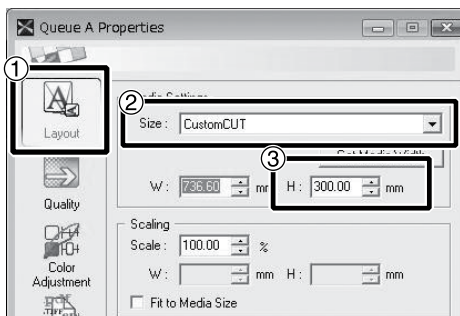 Queue A Properties
①
Layout
②
Size : CustomCUT
③
W : 736.60 mm H : 300.00 mm
Quality
Scaling
Scale : 100.00 %
Color
Adjustment
W : mm H : mm
Fit to Media Size